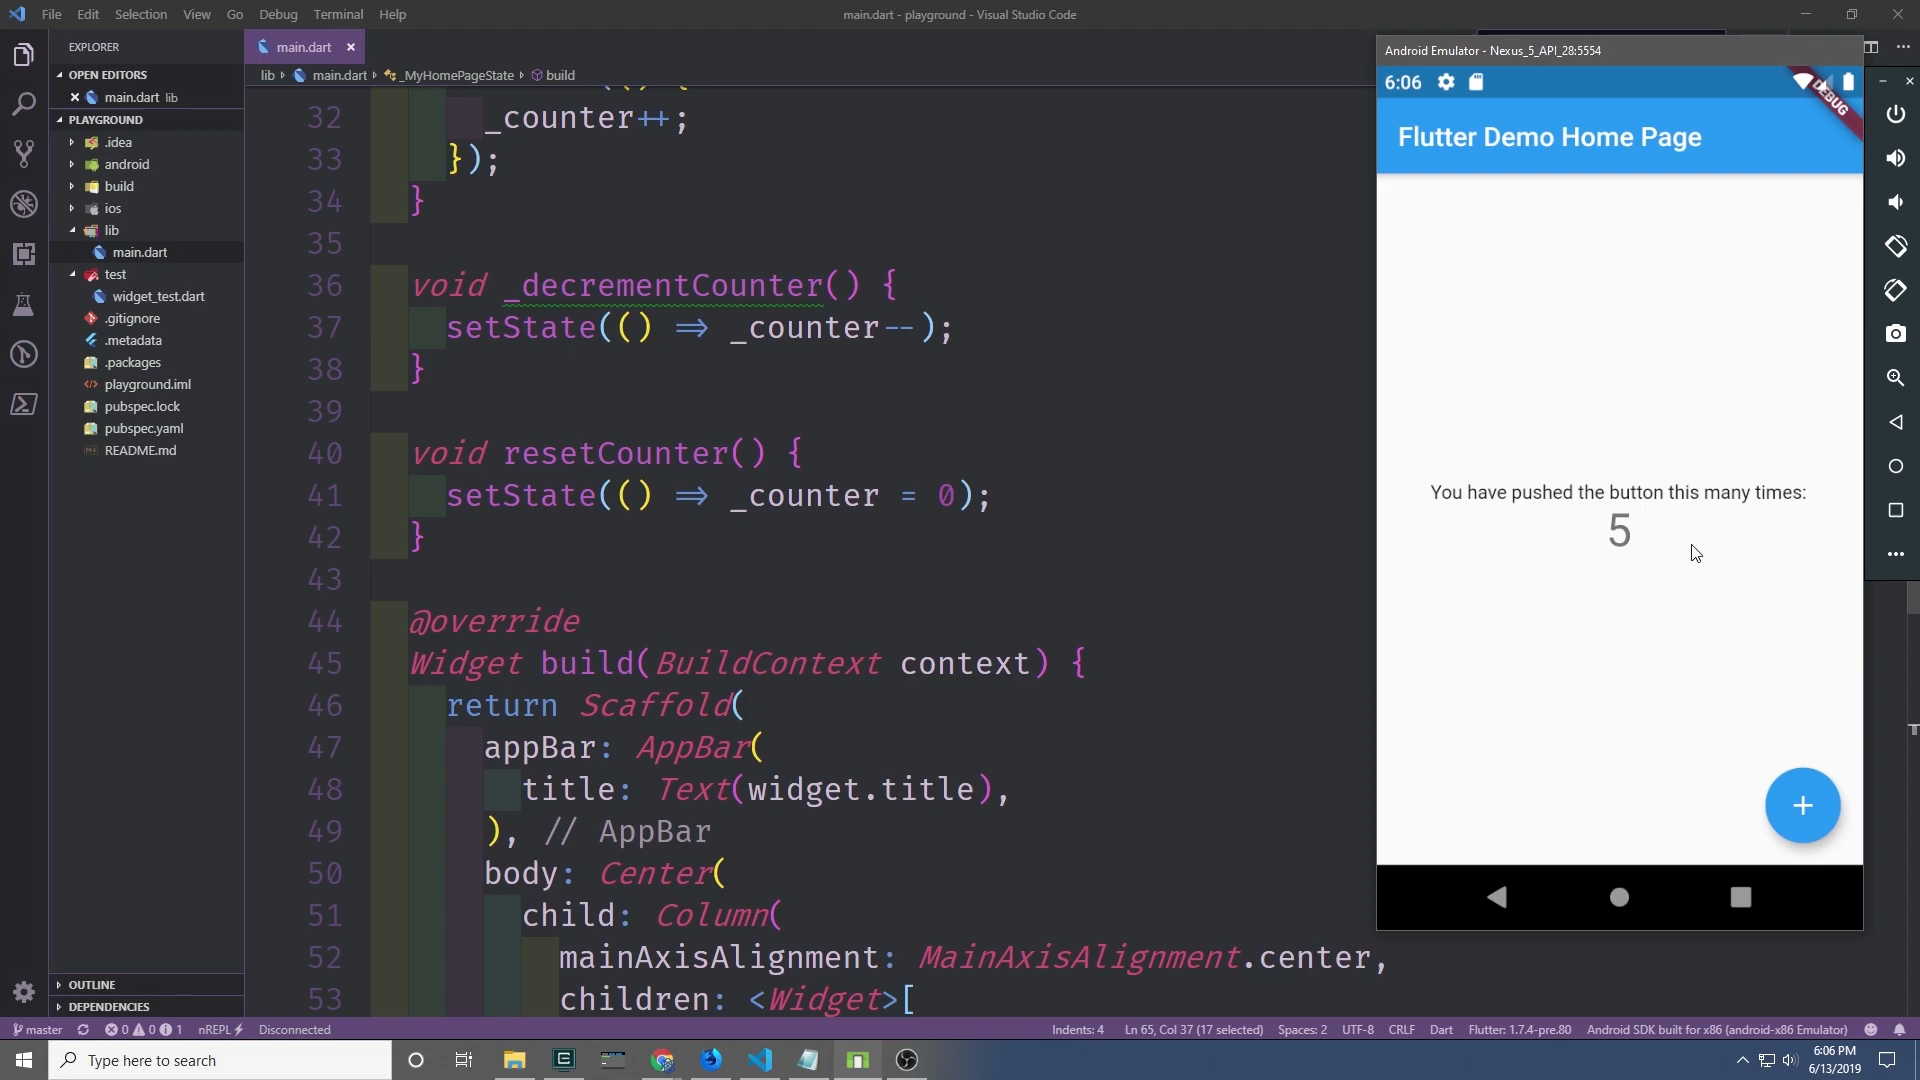 File Edit Selection View Go Debug Terminal Help
main.dart - playground - Visual Studio Code
EXPLORER
OPEN EDITORS
main.dart lib
PLAYGROUND
.idea
android
build
ios
lib
main.dart
test
widget_test.dart
.gitignore
.metadata
.packages
playground.iml
pubspec.lock
pubspec.yaml
README.md
OUTLINE
DEPENDENCIES
main.dart
lib main.dart _MyHomePageState build
32 _counter++;
33 });
34 }
35
36 void _decrementCounter() {
37 setState(() => _counter--);
38 }
39
40 void resetCounter() {
41 setState(() => _counter = 0);
42 }
43
44 @override
45 Widget build(BuildContext context) {
46 return Scaffold(
47 appBar: AppBar(
48 title: Text(widget.title),
49 ), // AppBar
50 body: Center(
51 child: Column(
52 mainAxisAlignment: MainAxisAlignment.center,
53 children: <Widget>[
Android Emulator - Nexus_5_API_28:5554
6:06
DEBUG
Flutter Demo Home Page
You have pushed the button this many times:
5
+
master 0 0 1 nREPL Disconnected
Indents: 4 Ln 65, Col 37 (17 selected) Spaces: 2 UTF-8 CRLF Dart Flutter: 1.7.4-pre.80 Android SDK built for x86 (android-x86 Emulator)
Type here to search
6:06 PM
6/13/2019